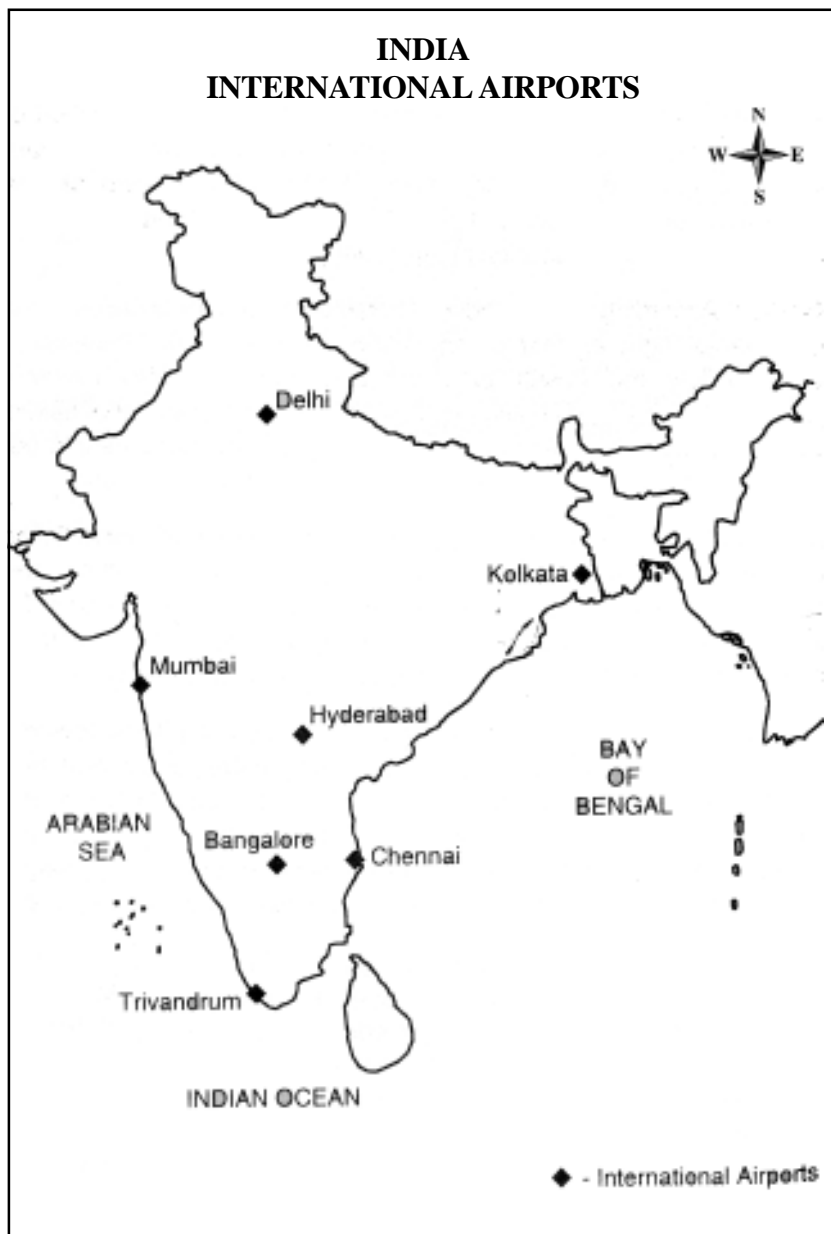 INDIA
INTERNATIONAL AIRPORTS
N
W E
S
Delhi
Kolkata
Mumbai
Hyderabad
BAY
OF
BENGAL
ARABIAN
SEA
Bangalore
Chennai
Trivandrum
INDIAN OCEAN
◆ - International Airports